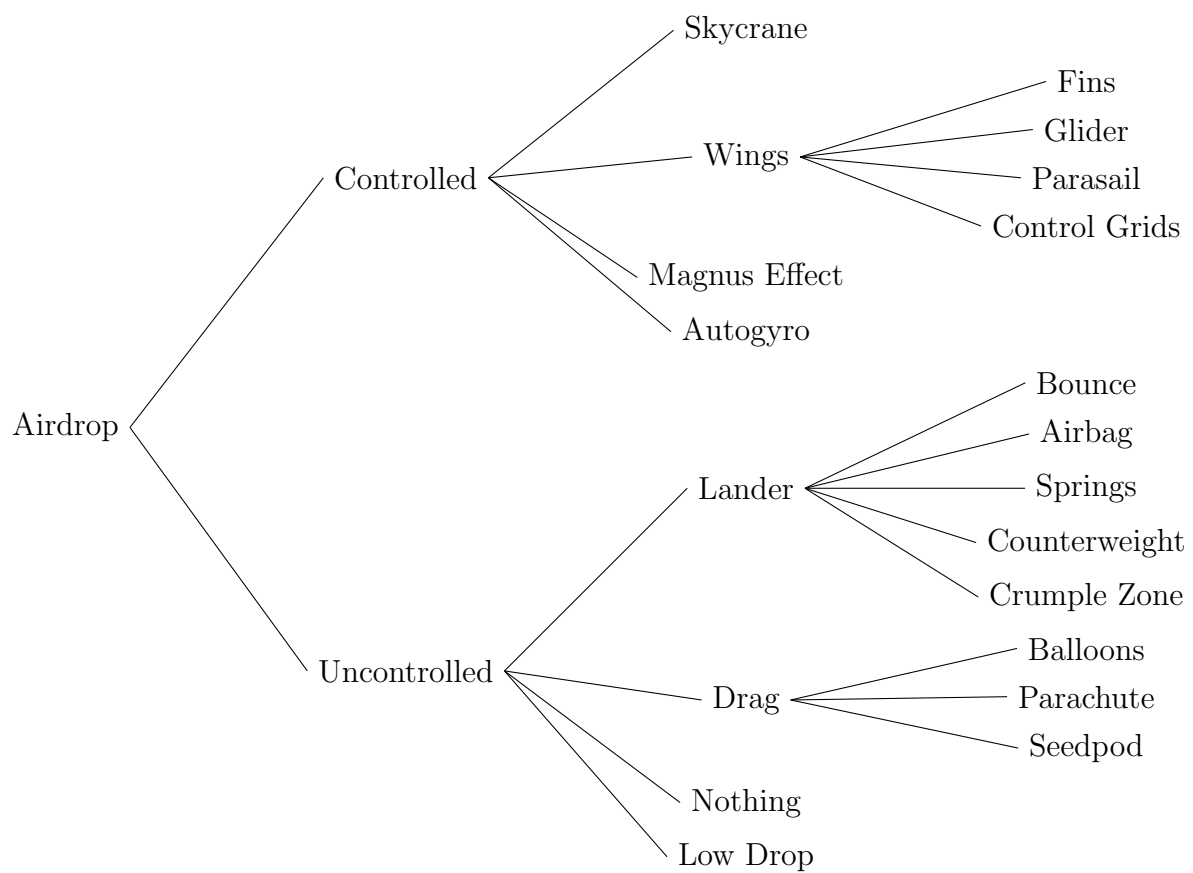 Skycrane
Fins
Glider
Wings
Parasail
Controlled
Control Grids
Magnus Effect
Autogyro
Bounce
Airdrop
Airbag
Lander
Springs
Counterweight
Crumple Zone
Balloons
Uncontrolled
Drag
Parachute
Seedpod
Nothing
Low Drop